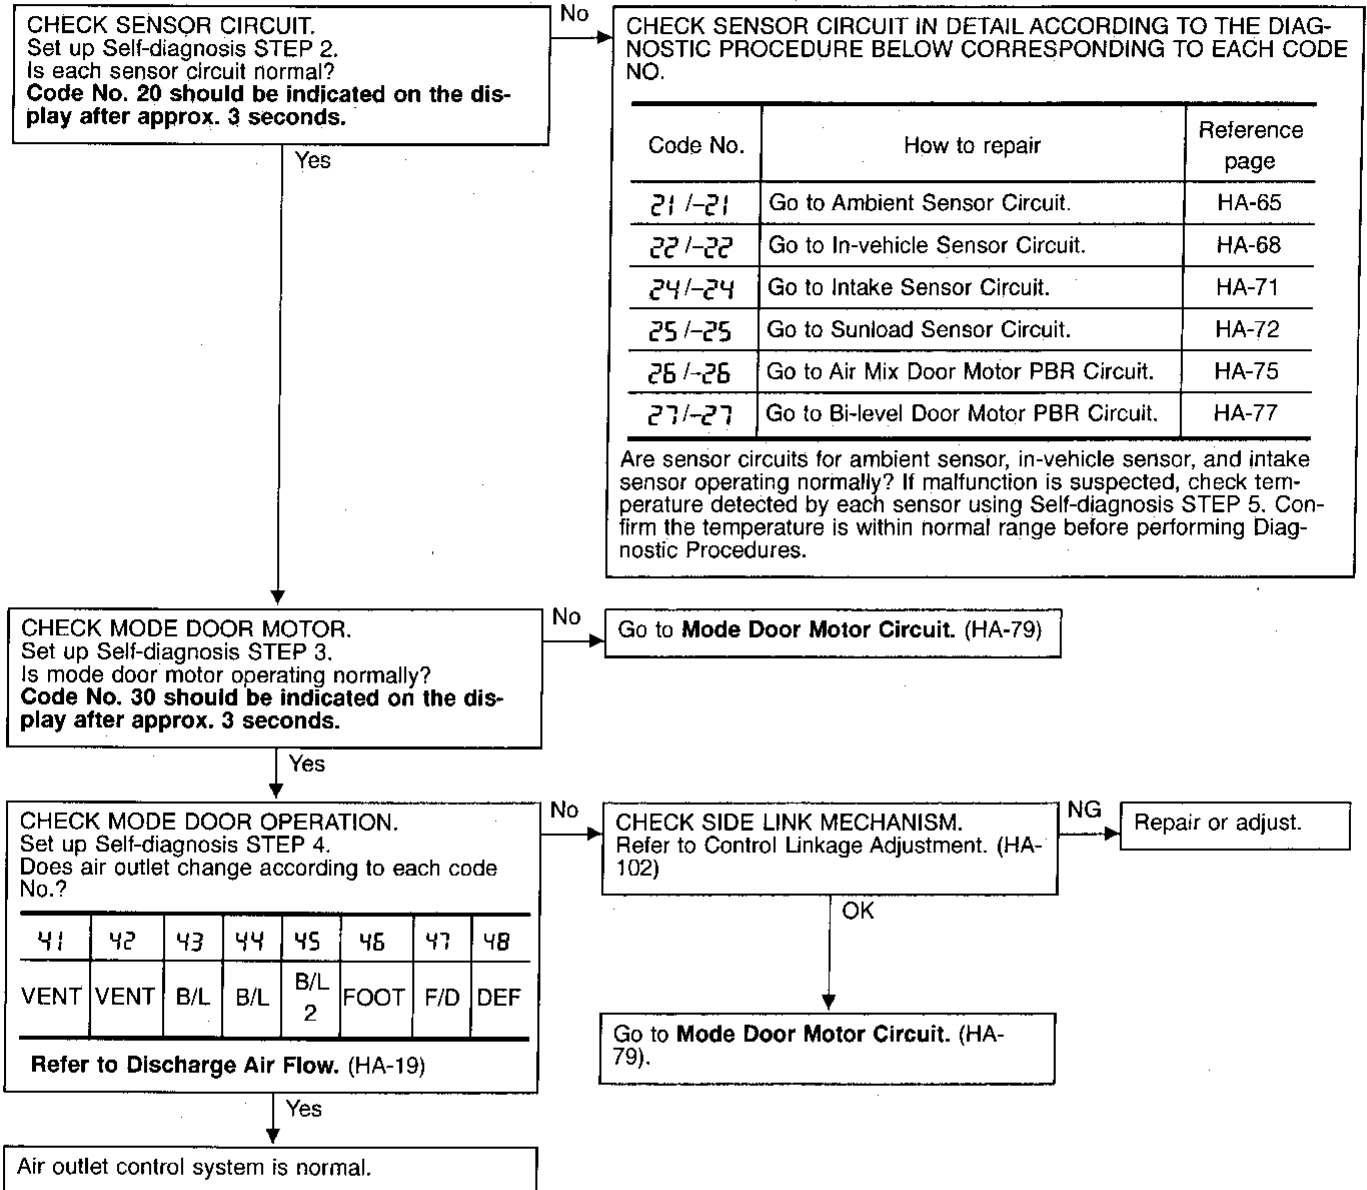 CHECK SENSOR CIRCUIT.
Set up Self-diagnosis STEP 2.
Is each sensor circuit normal?
Code No. 20 should be indicated on the dis-
play after approx. 3 seconds.
No
CHECK SENSOR CIRCUIT IN DETAIL ACCORDING TO THE DIAG-
NOSTIC PROCEDURE BELOW CORRESPONDING TO EACH CODE
NO.
Code No. How to repair Reference page
21/-21 Go to Ambient Sensor Circuit. HA-65
22/-22 Go to In-vehicle Sensor Circuit. HA-68
24/-24 Go to Intake Sensor Circuit. HA-71
25/-25 Go to Sunload Sensor Circuit. HA-72
26/-26 Go to Air Mix Door Motor PBR Circuit. HA-75
27/-27 Go to Bi-level Door Motor PBR Circuit. HA-77
Are sensor circuits for ambient sensor, in-vehicle sensor, and intake
sensor operating normally? If malfunction is suspected, check tem-
perature detected by each sensor using Self-diagnosis STEP 5. Con-
firm the temperature is within normal range before performing Diag-
nostic Procedures.
Yes
CHECK MODE DOOR MOTOR.
Set up Self-diagnosis STEP 3.
Is mode door motor operating normally?
Code No. 30 should be indicated on the dis-
play after approx. 3 seconds.
No
Go to Mode Door Motor Circuit. (HA-79)
Yes
CHECK MODE DOOR OPERATION.
Set up Self-diagnosis STEP 4.
Does air outlet change according to each code
No.?
41 42 43 44 45 46 47 48
VENT VENT B/L B/L B/L 2 FOOT F/D DEF
Refer to Discharge Air Flow. (HA-19)
No
CHECK SIDE LINK MECHANISM.
Refer to Control Linkage Adjustment. (HA-
102)
NG
Repair or adjust.
OK
Go to Mode Door Motor Circuit. (HA-
79).
Yes
Air outlet control system is normal.